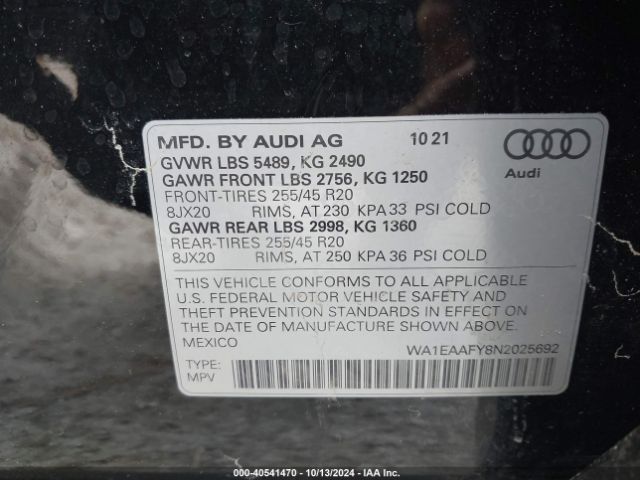 MFD. BY AUDI AG 10 21
GVWR LBS 5489, KG 2490
GAWR FRONT LBS 2756, KG 1250
FRONT-TIRES 255/45 R20
8JX20 RIMS, AT 230 KPA 33 PSI COLD
GAWR REAR LBS 2998, KG 1360
REAR-TIRES 255/45 R20
8JX20 RIMS, AT 250 KPA 36 PSI COLD
Audi
THIS VEHICLE CONFORMS TO ALL APPLICABLE
U.S. FEDERAL MOTOR VEHICLE SAFETY AND
THEFT PREVENTION STANDARDS IN EFFECT ON
THE DATE OF MANUFACTURE SHOWN ABOVE.
MEXICO
WA1EAAFY8N2025692
TYPE:
MPV
000-40541470 - 10/13/2024 - IAA Inc.